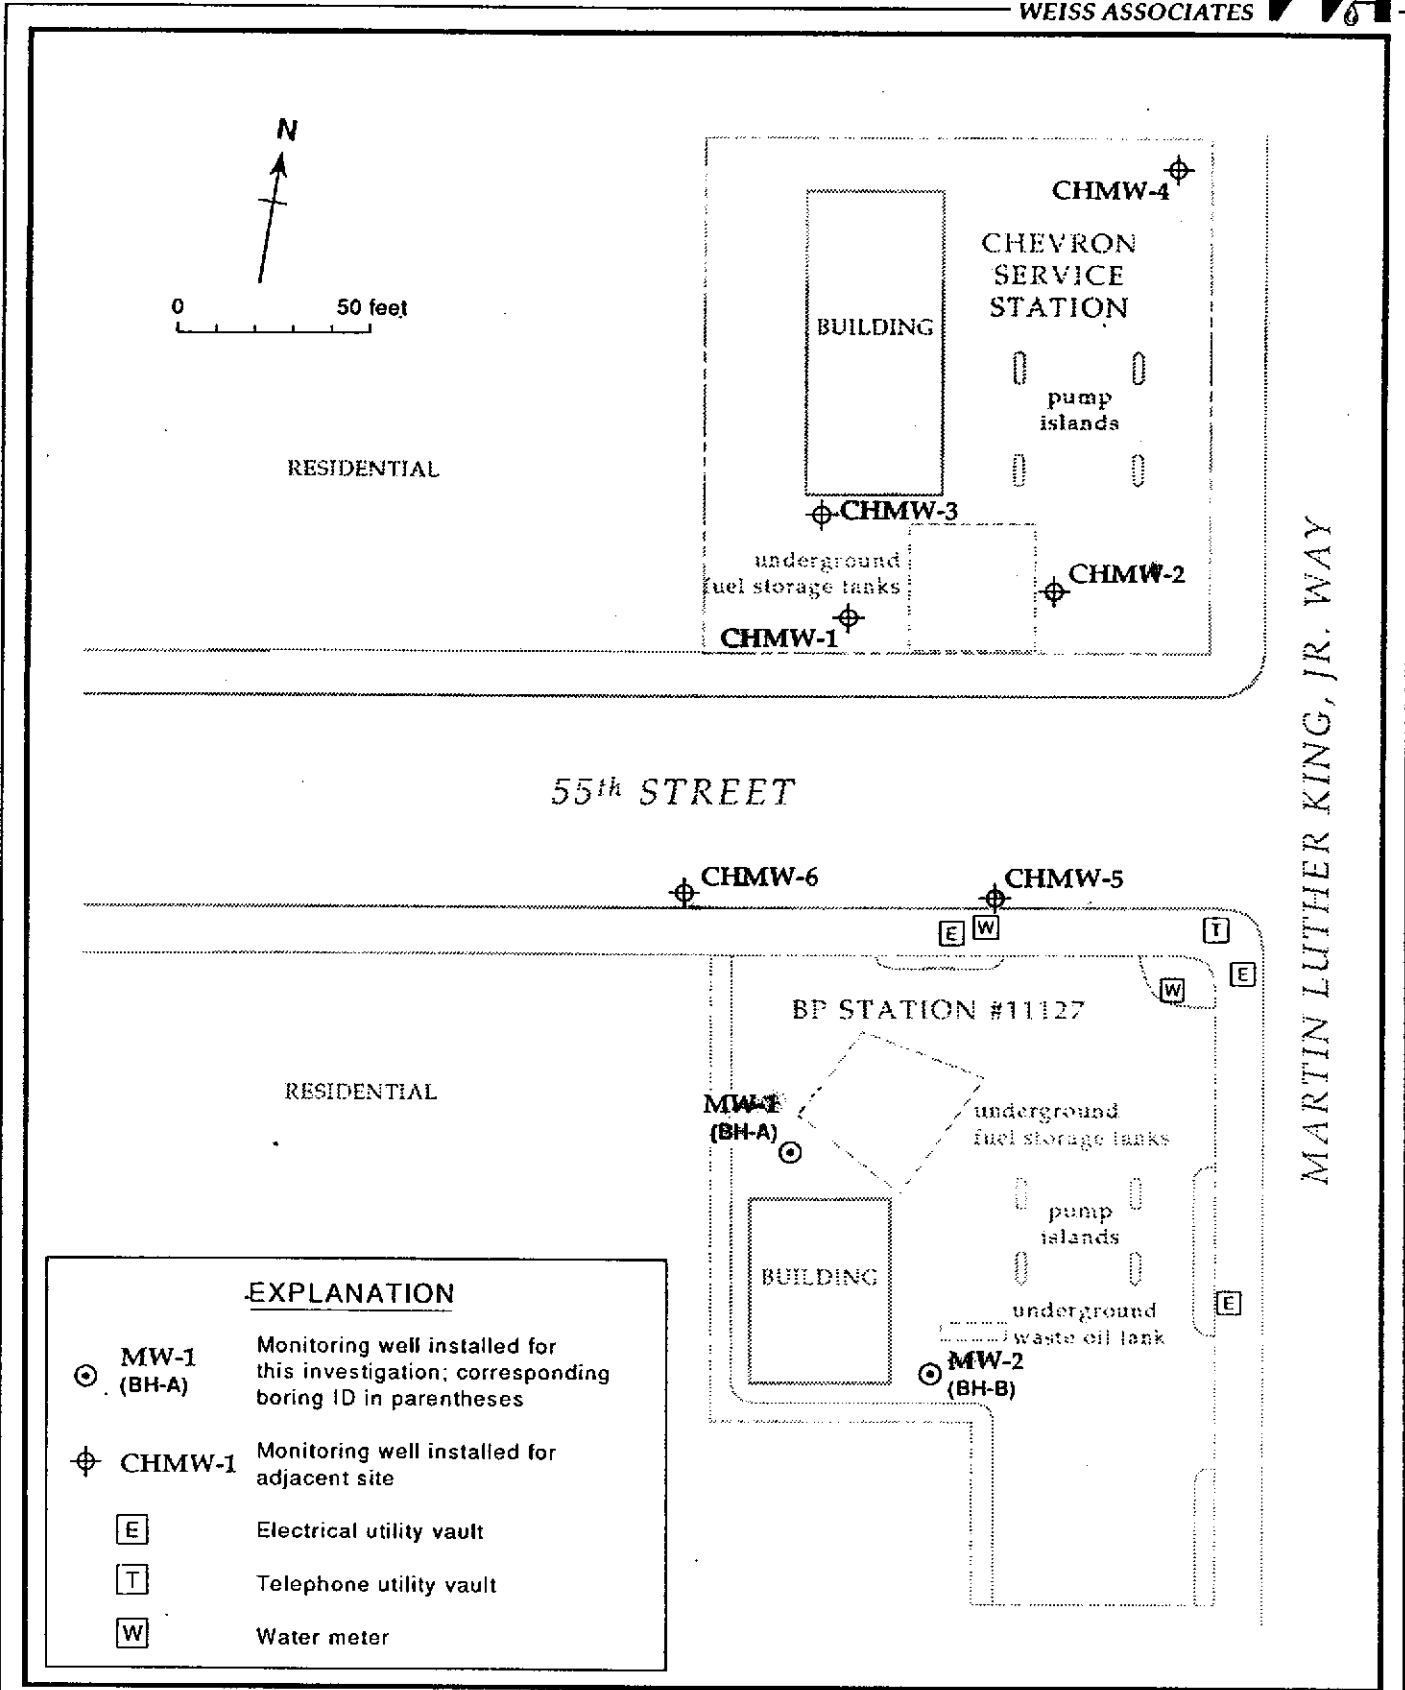 WEISS ASSOCIATES
N
0 50 feet
CHMW-4
CHEVRON
SERVICE
STATION
BUILDING
pump
islands
RESIDENTIAL
CHMW-3
underground
fuel storage tanks
CHMW-2
CHMW-1
MARTIN LUTHER KING, JR. WAY
55th STREET
CHMW-6
CHMW-5
E
W
T
E
W
BP STATION #11127
RESIDENTIAL
MW-1
(BH-A)
underground
fuel storage tanks
pump
islands
BUILDING
E
underground
waste oil tank
MW-2
(BH-B)
EXPLANATION
MW-1
(BH-A)
Monitoring well installed for
this investigation; corresponding
boring ID in parentheses
CHMW-1
Monitoring well installed for
adjacent site
E
Electrical utility vault
T
Telephone utility vault
W
Water meter